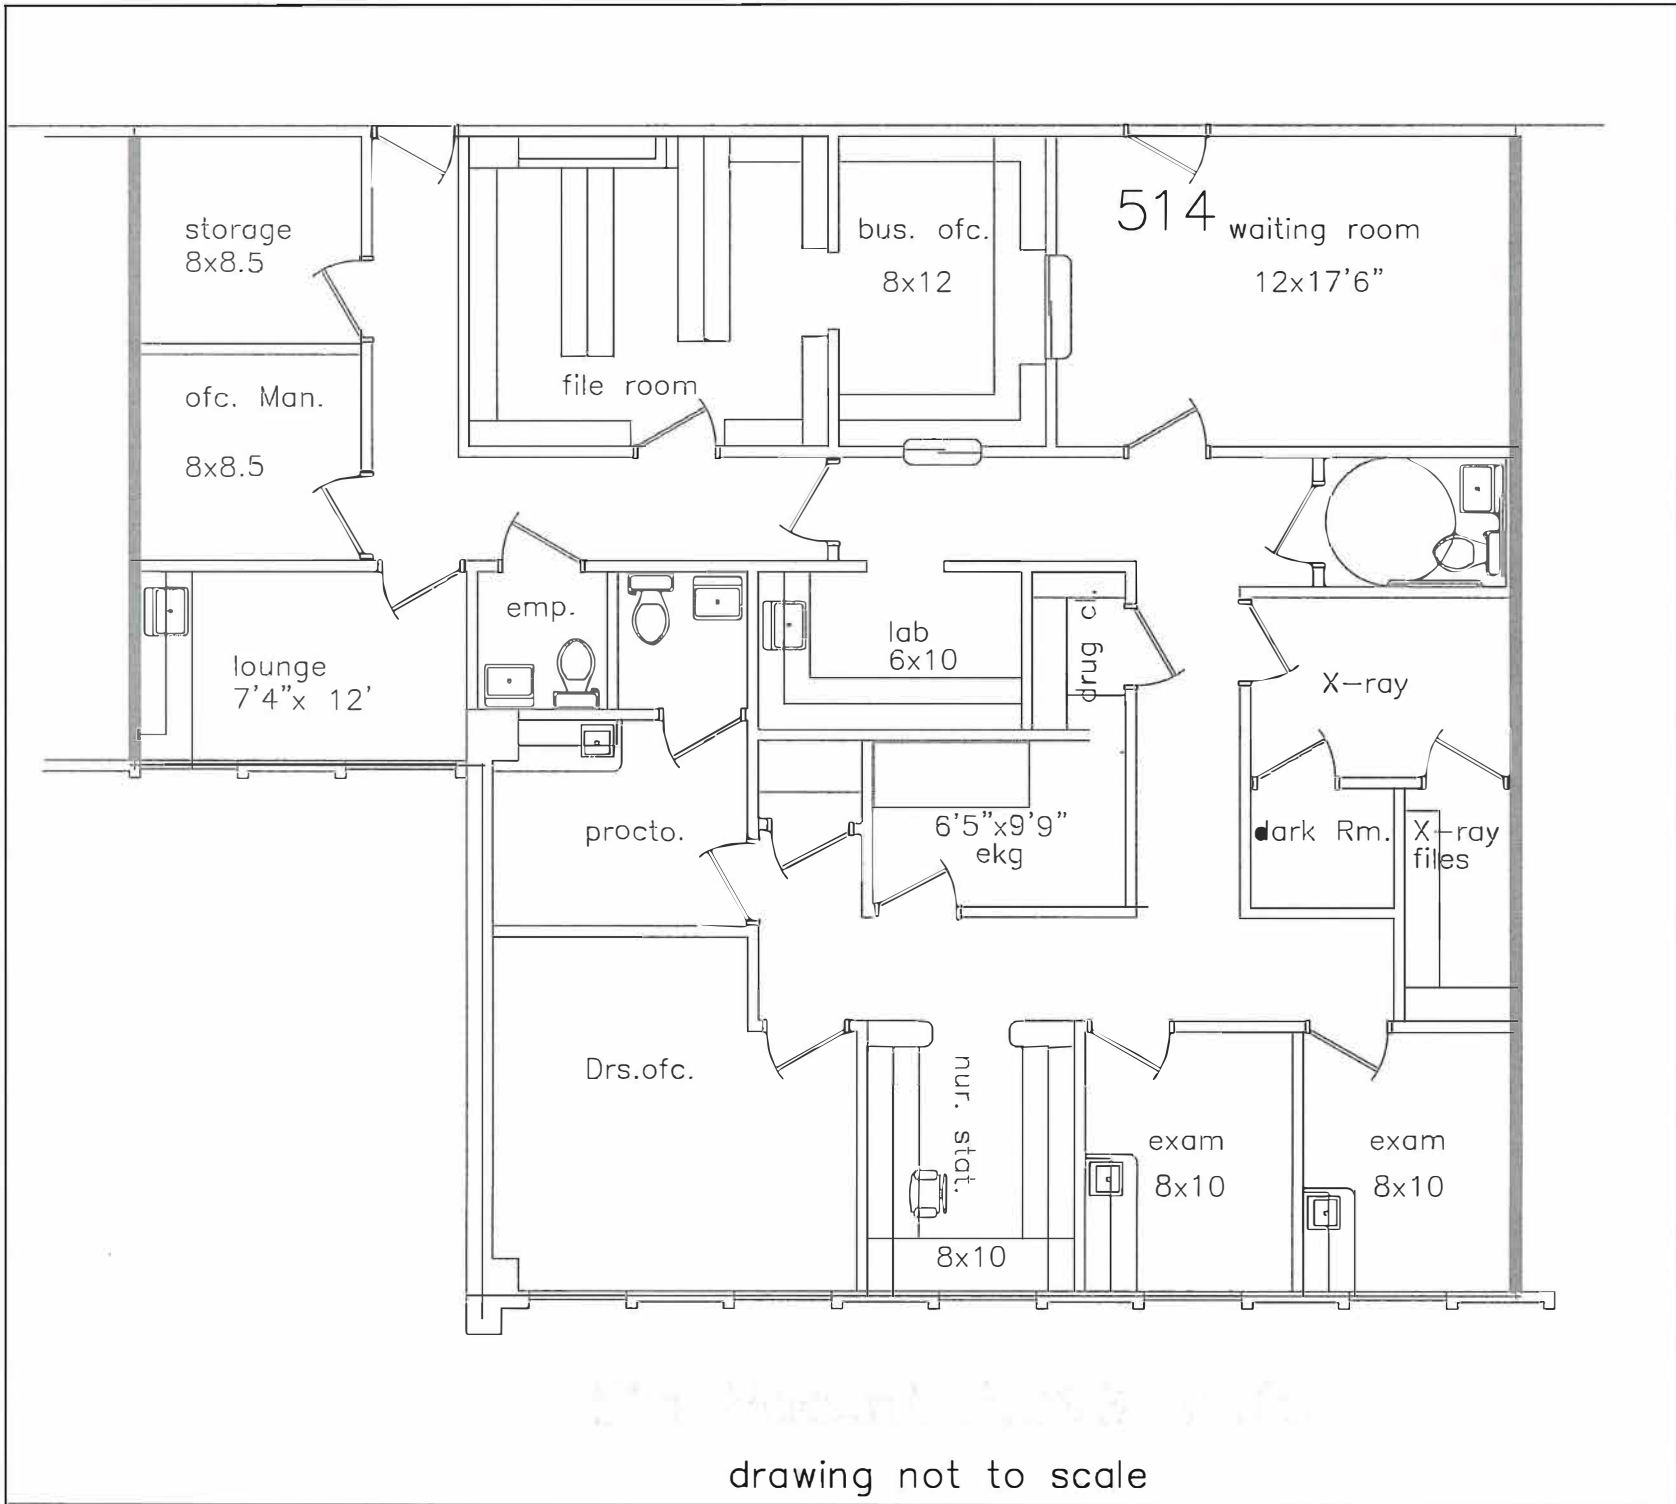 storage
8x8.5
ofc. Man.
8x8.5
file room
bus. ofc.
8x12
514
waiting room
12x17'6"
emp.
lounge
7'4"x 12'
lab
6x10
drug cl.
X-ray
procto.
6'5"x9'9"
ekg
dark Rm.
X-ray
files
Drs.ofc.
nur. stat.
8x10
exam
8x10
exam
8x10
drawing not to scale